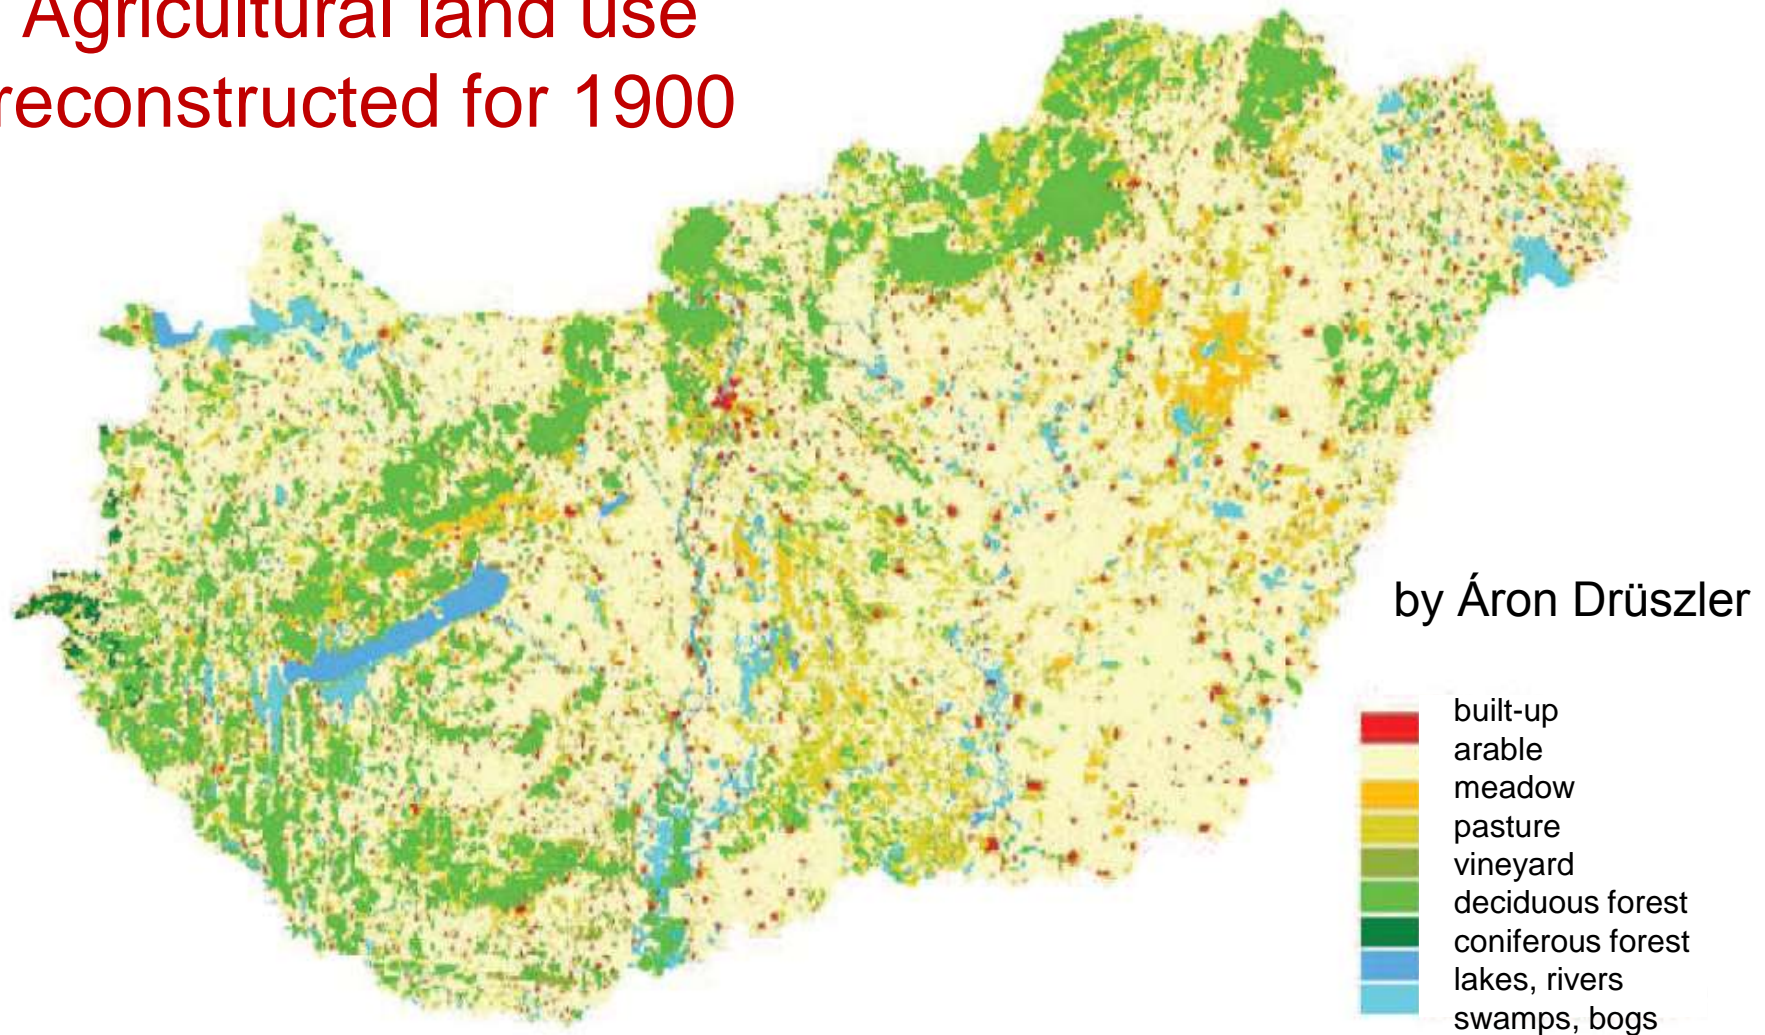 Agricultural land use
reconstructed for 1900
by Áron Drüszler
built-up
arable
meadow
pasture
vineyard
deciduous forest
coniferous forest
lakes, rivers
swamps, bogs